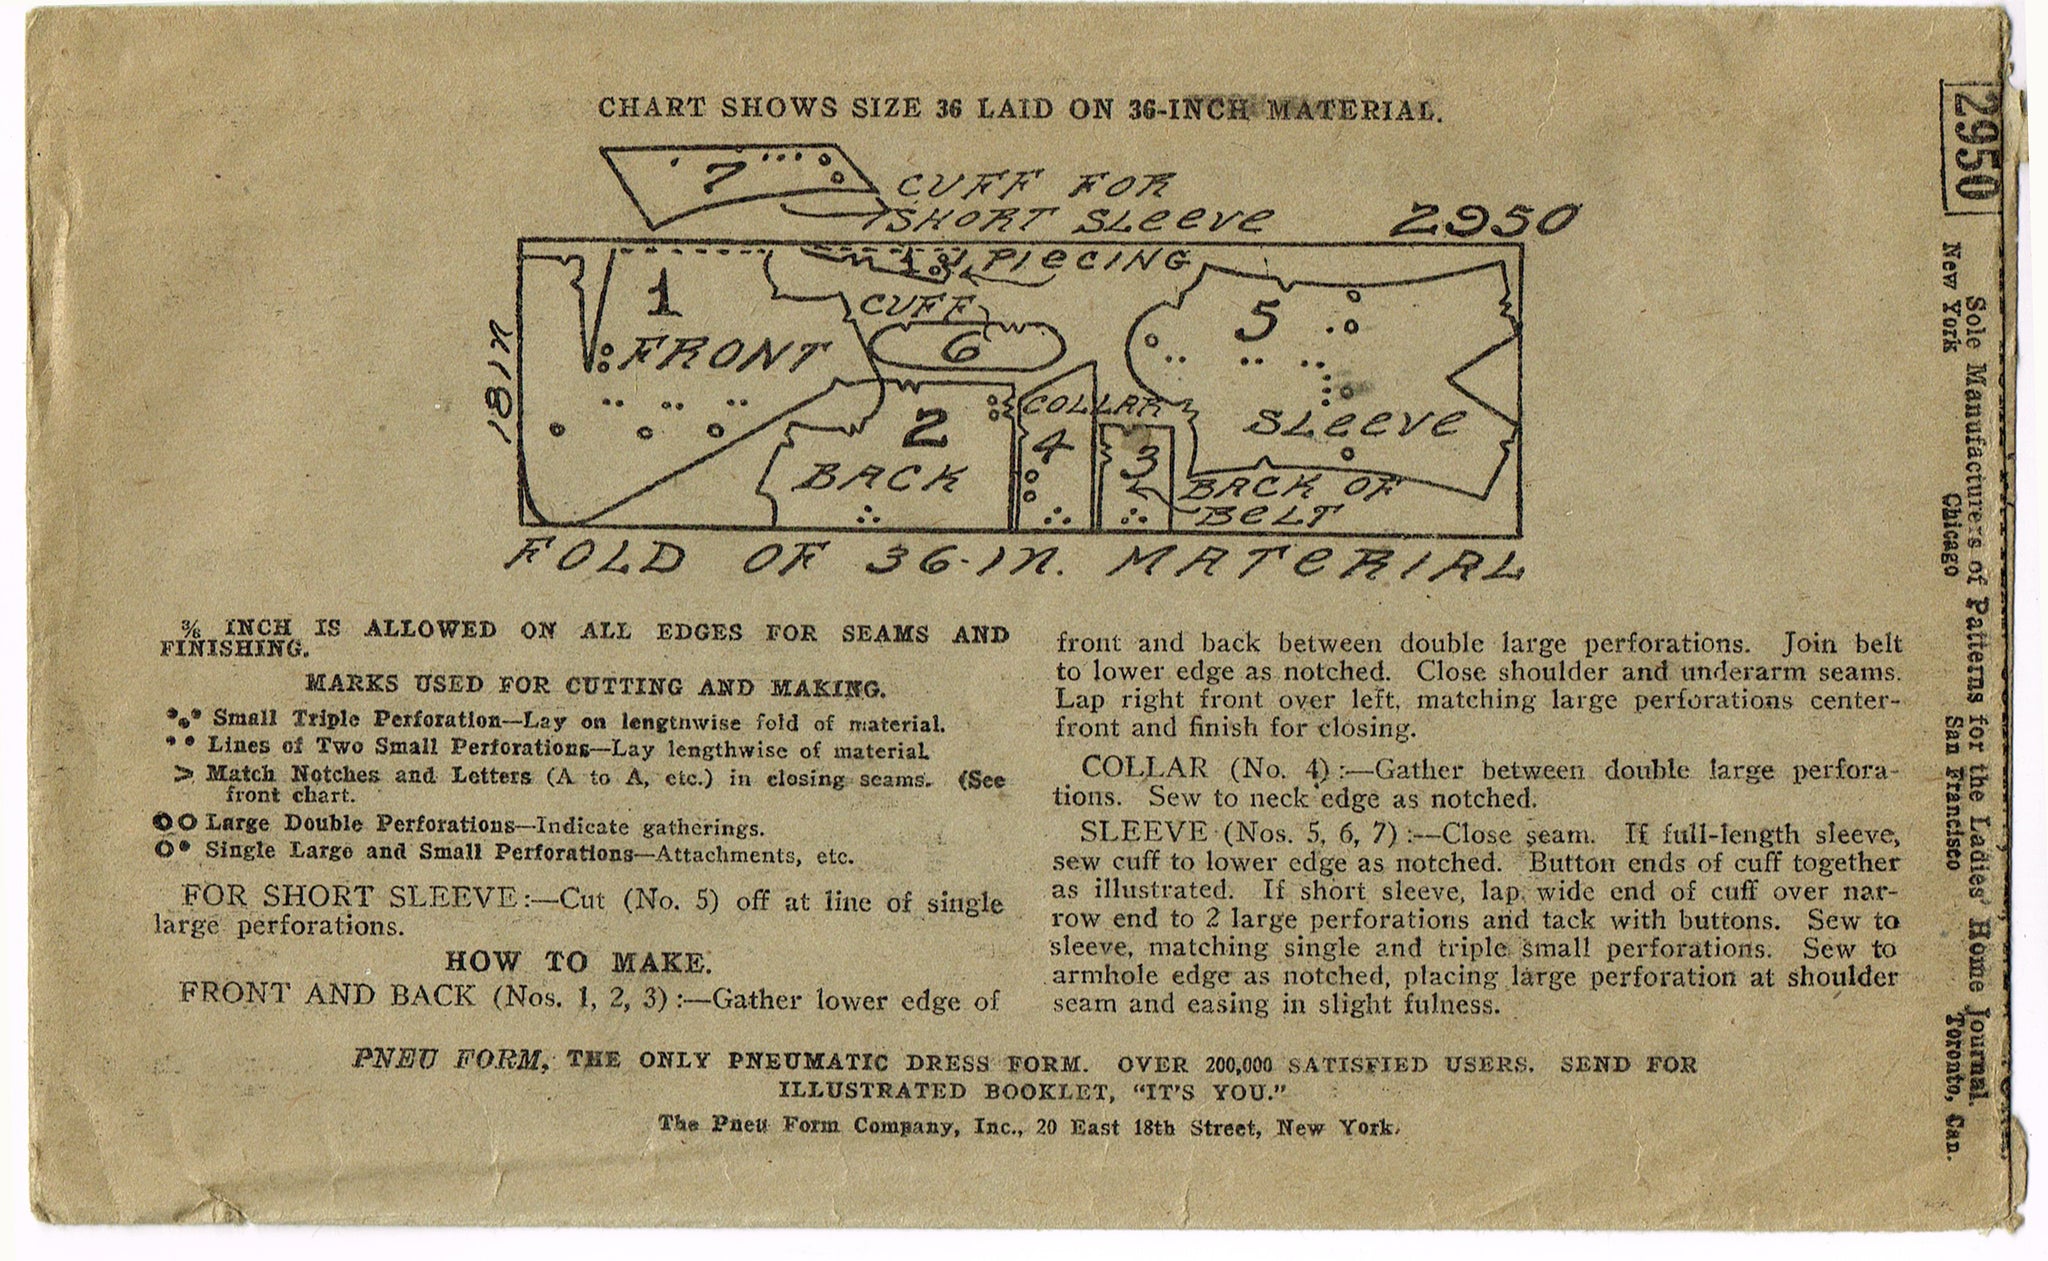 CHART SHOWS SIZE 36 LAID ON 36-INCH MATERIAL.
7
CUFF FOR
SHORT SLEEVE
2950
PIECING
1
FRONT
CUFF
6
5
SLEEVE
18 IN
2
BACK
COLLAR
4
3
BACK OF
BELT
FOLD OF 36-IN. MATERIAL
3/8 INCH IS ALLOWED ON ALL EDGES FOR SEAMS AND
FINISHING.
MARKS USED FOR CUTTING AND MAKING.
Small Triple Perforation—Lay on lengthwise fold of material.
Lines of Two Small Perforations—Lay lengthwise of material.
> Match Notches and Letters (A to A, etc.) in closing seams. (See
front chart.
Large Double Perforations—Indicate gatherings.
Single Large and Small Perforations—Attachments, etc.
FOR SHORT SLEEVE:—Cut (No. 5) off at line of single
large perforations.
HOW TO MAKE.
FRONT AND BACK (Nos. 1, 2, 3):—Gather lower edge of
front and back between double large perforations. Join belt
to lower edge as notched. Close shoulder and underarm seams.
Lap right front over left, matching large perforations center-
front and finish for closing.
COLLAR (No. 4):—Gather between double large perfora-
tions. Sew to neck edge as notched.
SLEEVE (Nos. 5, 6, 7):—Close seam. If full-length sleeve,
sew cuff to lower edge as notched. Button ends of cuff together
as illustrated. If short sleeve, lap wide end of cuff over nar-
row end to 2 large perforations and tack with buttons. Sew to
sleeve, matching single and triple small perforations. Sew to
armhole edge as notched, placing large perforation at shoulder
seam and easing in slight fulness.
PNEU FORM, THE ONLY PNEUMATIC DRESS FORM. OVER 200,000 SATISFIED USERS. SEND FOR
ILLUSTRATED BOOKLET, "IT'S YOU."
The Pneu Form Company, Inc., 20 East 18th Street, New York.
2950
Sole Manufacturers of Patterns for the Ladies' Home Journal.
New York Chicago San Francisco Toronto, Can.